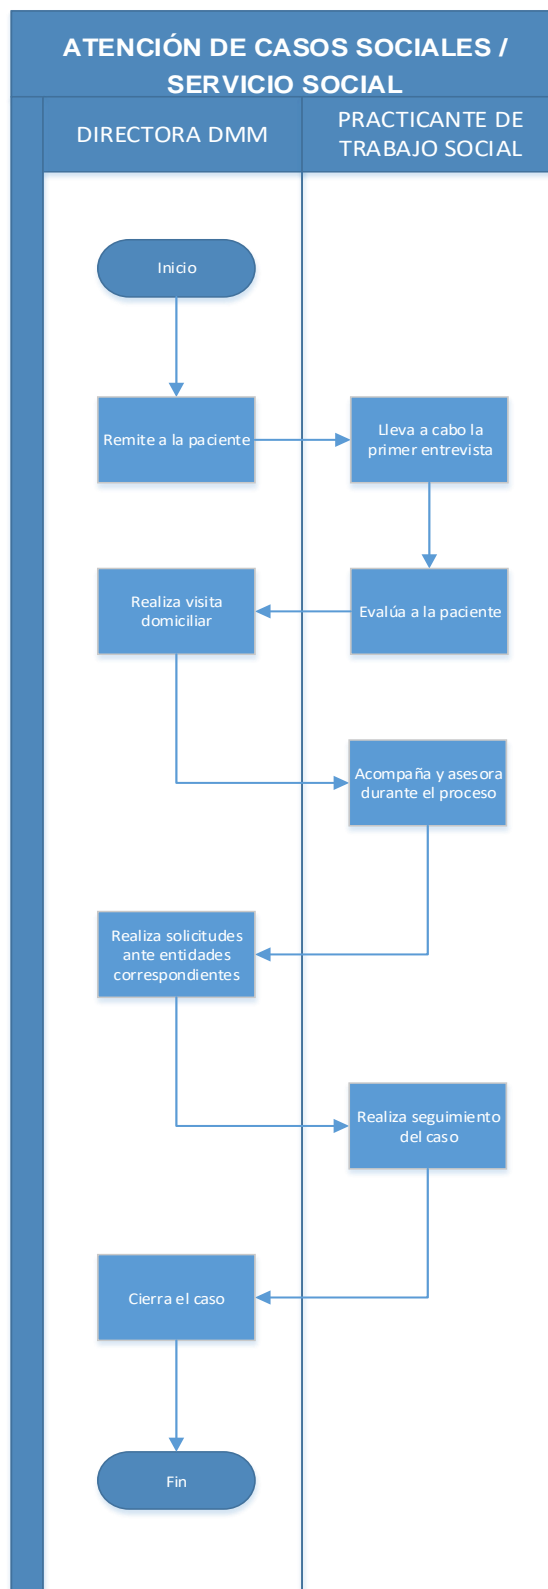 ATENCIÓN DE CASOS SOCIALES /
SERVICIO SOCIAL
DIRECTORA DMM
PRACTICANTE DE
TRABAJO SOCIAL
Inicio
Remite a la paciente
Lleva a cabo la
primer entrevista
Evalúa a la paciente
Realiza visita
domiciliar
Acompaña y asesora
durante el proceso
Realiza solicitudes
ante entidades
correspondientes
Realiza seguimiento
del caso
Cierra el caso
Fin